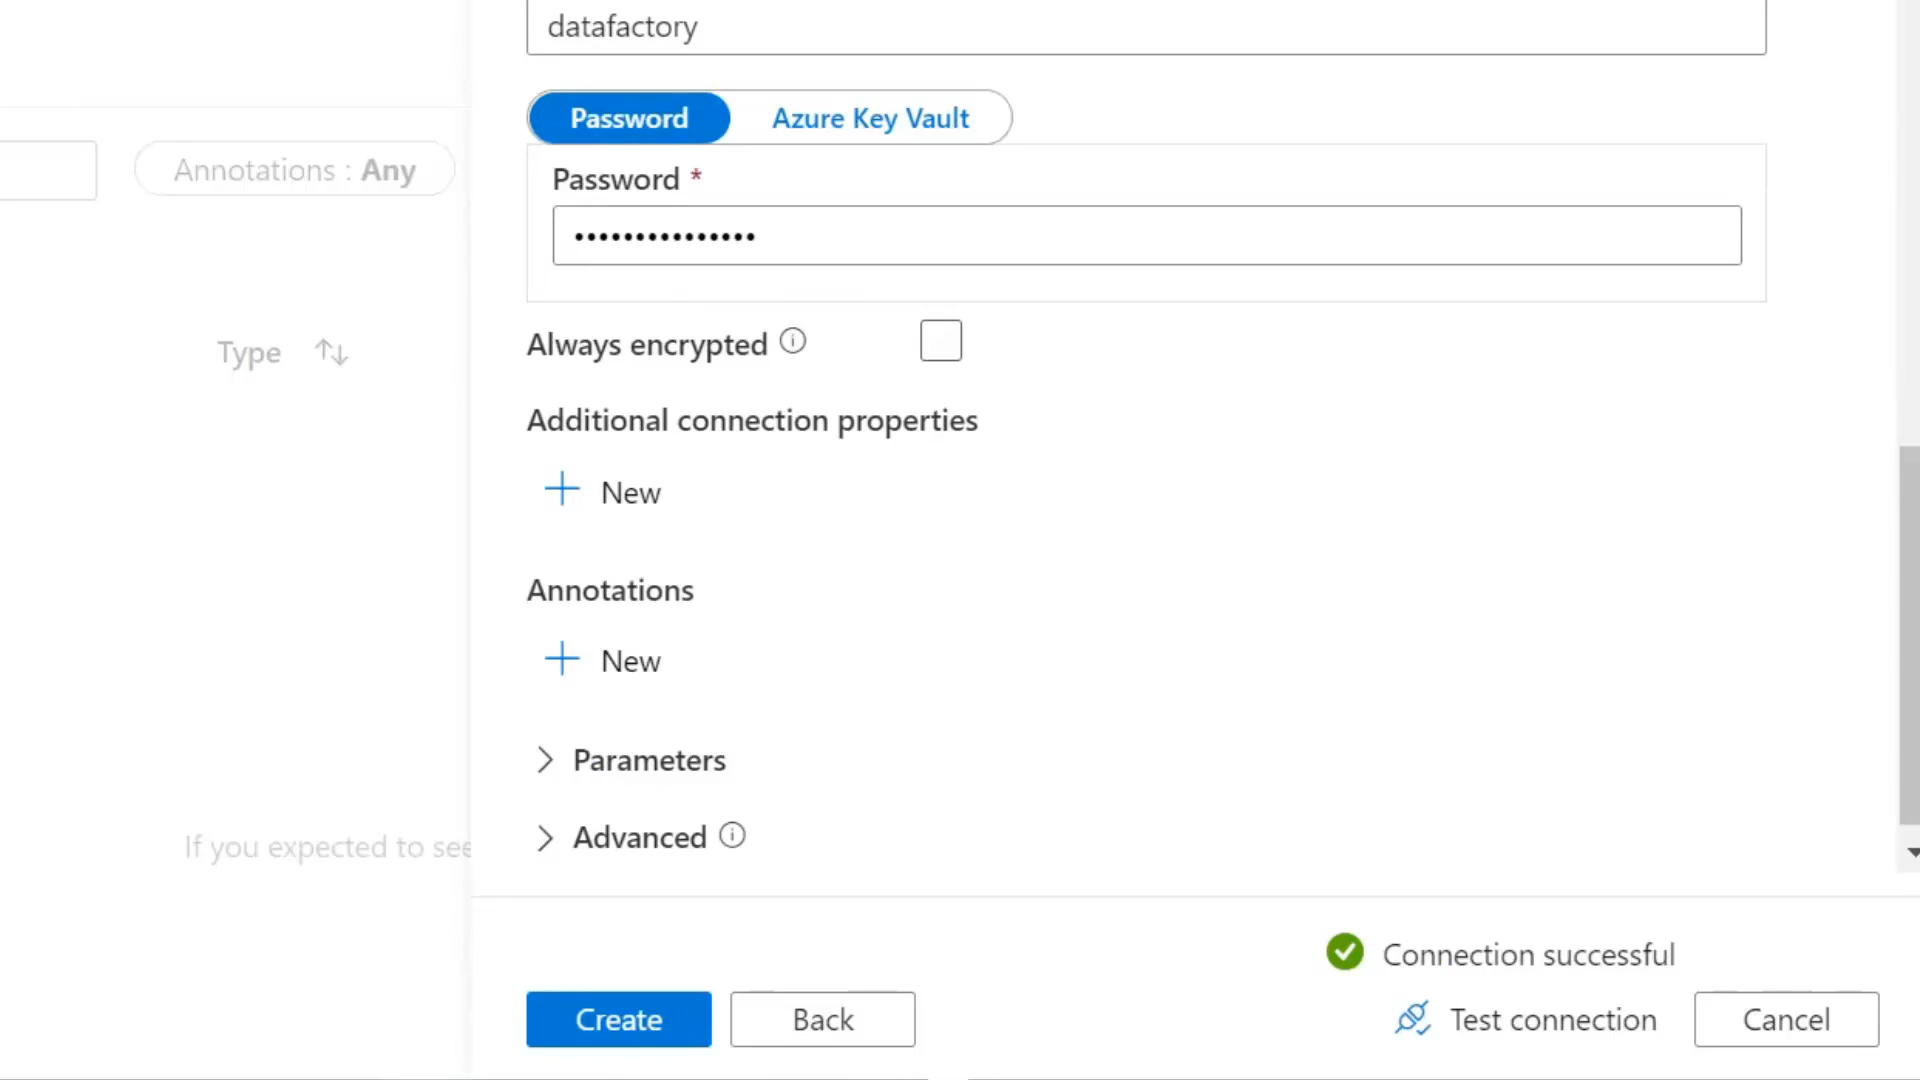 datafactory
Password
Azure Key Vault
Annotations : Any
Password *
•••••••••••••••
Always encrypted
Type
Additional connection properties
New
Annotations
New
Parameters
Advanced
If you expected to see
Connection successful
Create
Back
Test connection
Cancel